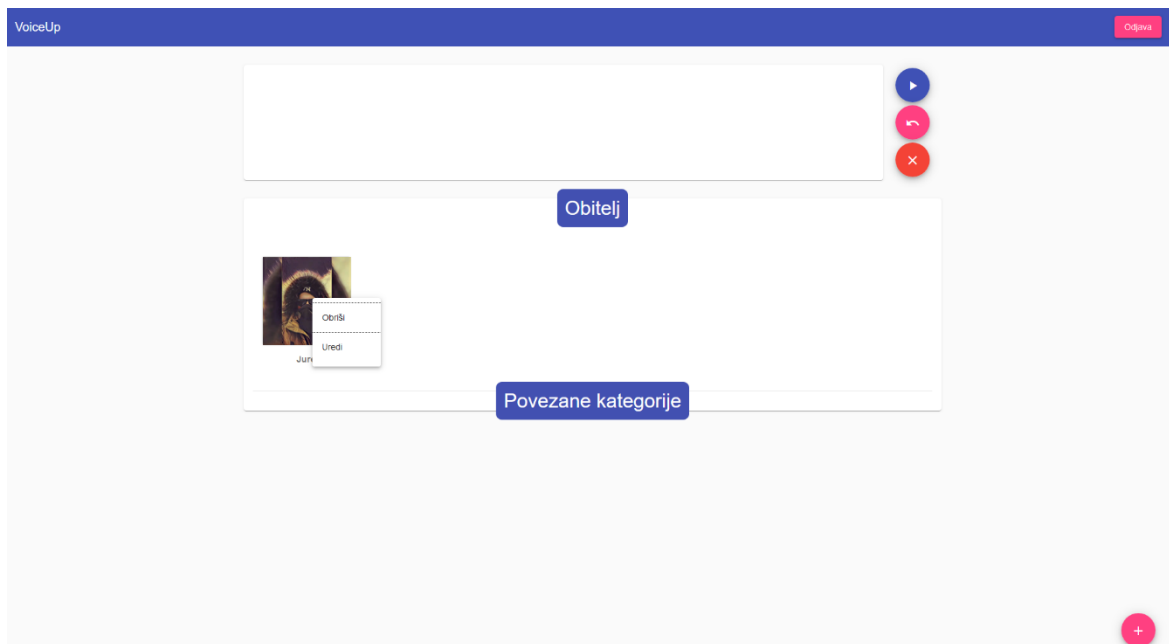 VoiceUp
Odjava
Obitelj
Obriši
Uredi
Povezane kategorije